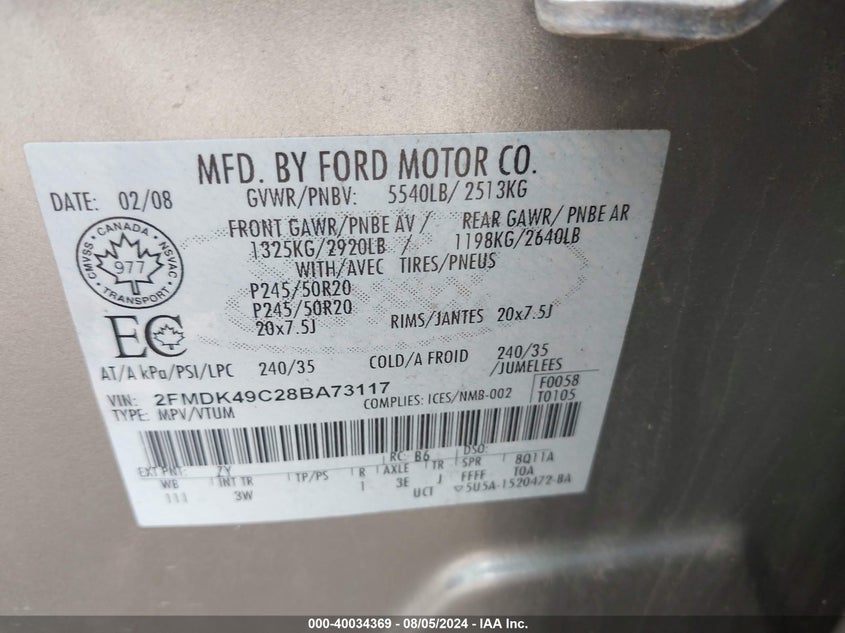 MFD. BY FORD MOTOR CO.
DATE: 02/08
GVWR/PNBV: 5540LB/ 2513KG
FRONT GAWR/PNBE AV / REAR GAWR/ PNBE AR
1325KG/2920LB / 1198KG/2640LB
WITH/AVEC TIRES/PNEUS
CANADA
CMVSS
NSVAC
977
TRANSPORT
P245/50R20
P245/50R20
20x7.5J RIMS/JANTES 20x7.5J
EC
AT/A kPa/PSI/LPC 240/35 COLD/A FROID 240/35
/JUMELEES
VIN: 2FMDK49C28BA73117
COMPLIES: ICES/NMB-002
F0058
T0105
TYPE: MPV/VTUM
EXT PNT: ZY RC: B6 DSO:
WB INT TR TP/PS R AXLE TR SPR 8Q11A
111 3W 1 3E J FFFF T0A
UCT 5U5A-1520472-BA
000-40034369 - 08/05/2024 - IAA Inc.